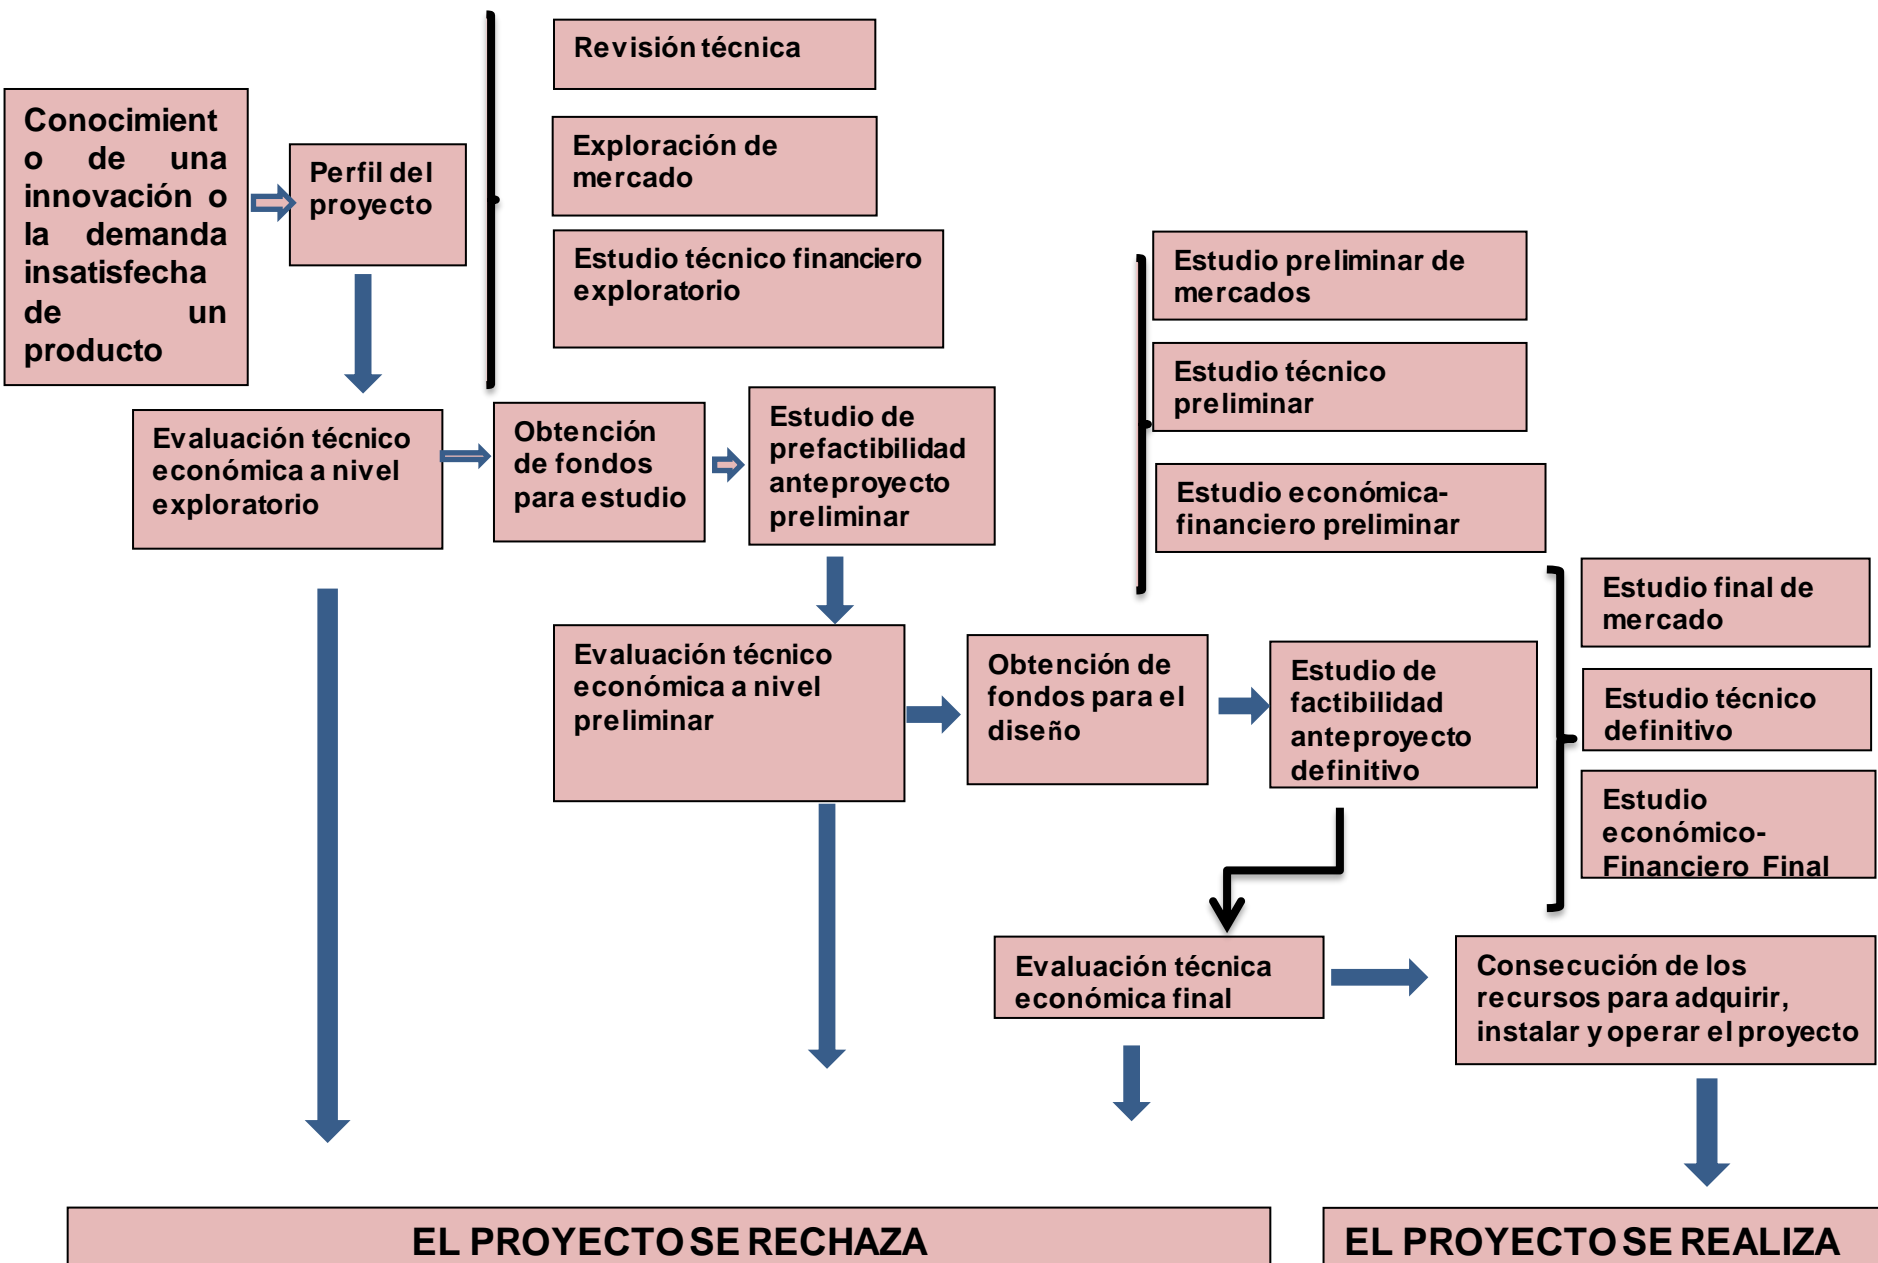 Conocimient
o de una
innovación o
la demanda
insatisfecha
de un
producto
Perfil del
proyecto
Revisión técnica
Exploración de
mercado
Estudio técnico financiero
exploratorio
Evaluación técnico
económica a nivel
exploratorio
Obtención
de fondos
para estudio
Estudio de
prefactibilidad
anteproyecto
preliminar
Estudio preliminar de
mercados
Estudio técnico
preliminar
Estudio económica-
financiero preliminar
Evaluación técnico
económica a nivel
preliminar
Obtención de
fondos para el
diseño
Estudio de
factibilidad
anteproyecto
definitivo
Estudio final de
mercado
Estudio técnico
definitivo
Estudio
económico-
Financiero Final
Evaluación técnica
económica final
Consecución de los
recursos para adquirir,
instalar y operar el proyecto
EL PROYECTO SE RECHAZA
EL PROYECTO SE REALIZA